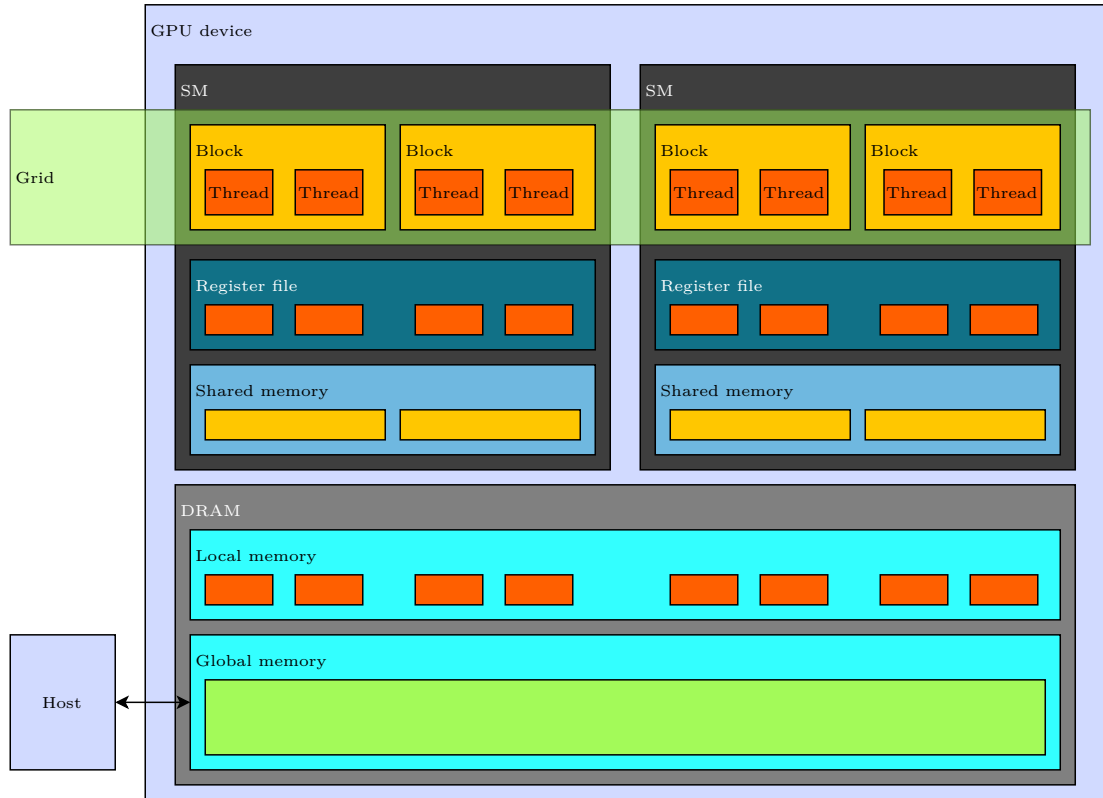 GPU device
SM
SM
Grid
Block
Block
Block
Block
Thread
Thread
Thread
Thread
Thread
Thread
Thread
Thread
Register file
Register file
Shared memory
Shared memory
DRAM
Local memory
Global memory
Host